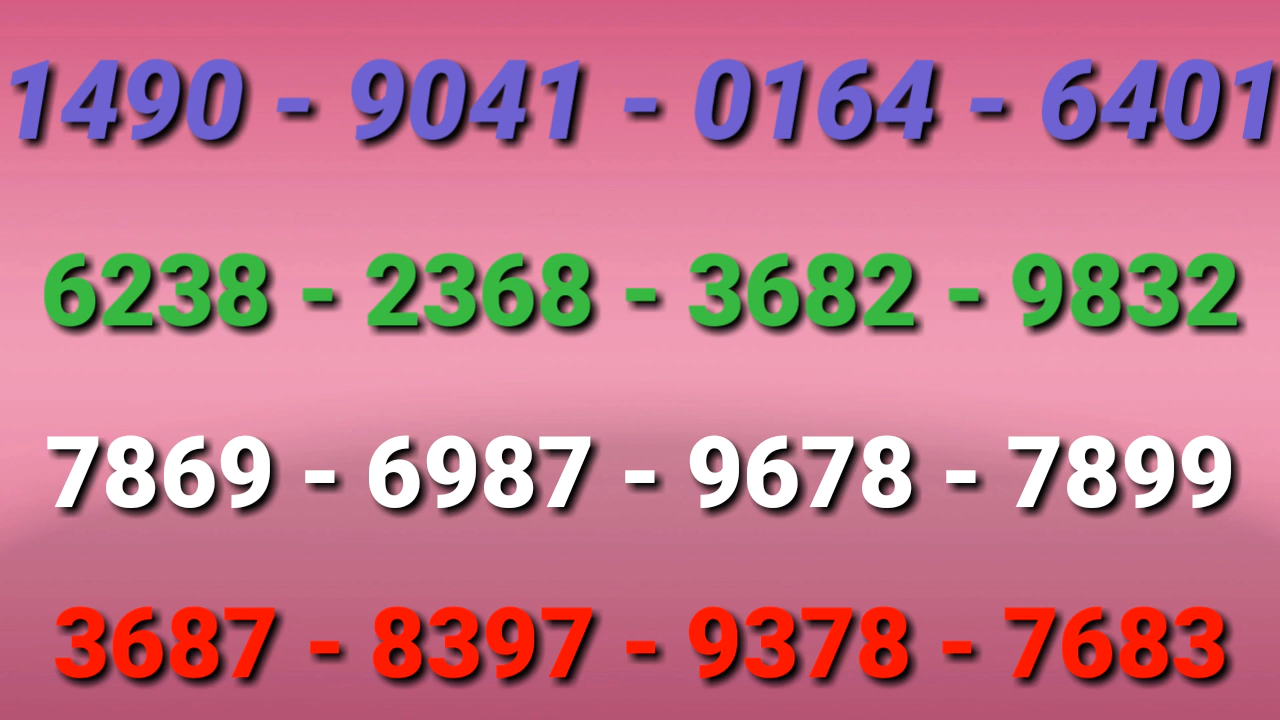 1490 - 9041 - 0164 - 6401
6238 - 2368 - 3682 - 9832
7869 - 6987 - 9678 - 7899
3687 - 8397 - 9378 - 7683